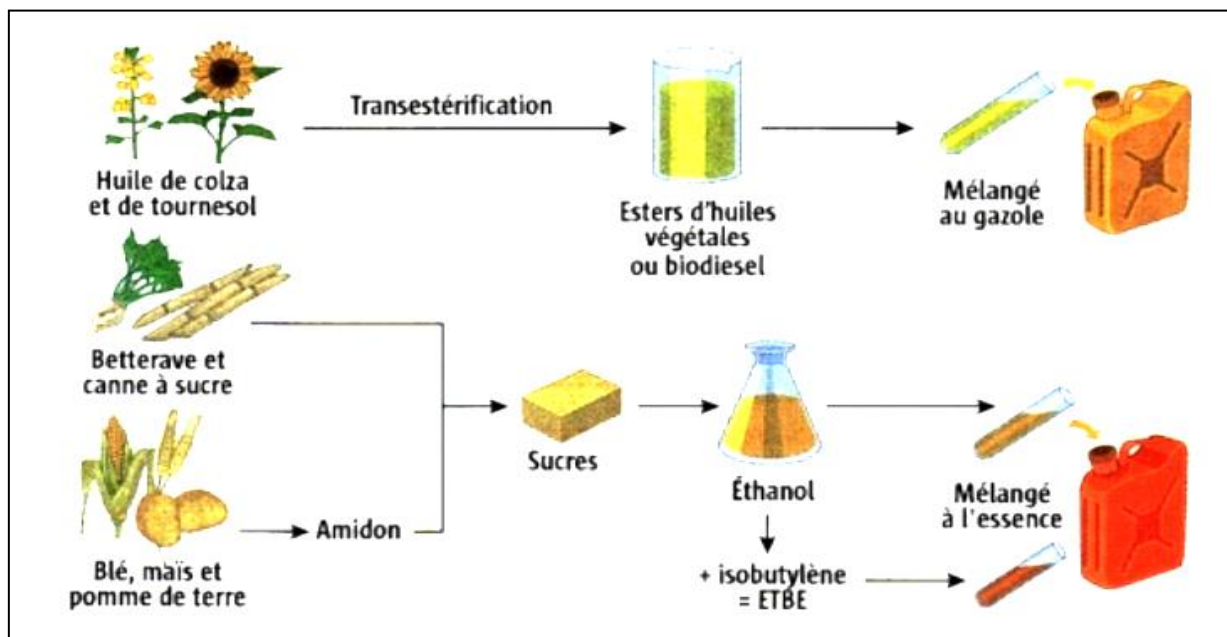 Transestérification
Huile de colza
et de tournesol
Esters d'huiles
végétales
ou biodiesel
Mélangé
au gazole
Betterave et
canne à sucre
Sucres
Éthanol
Mélangé
à l'essence
Blé, maïs et
pomme de terre
Amidon
+ isobutylène
= ETBE